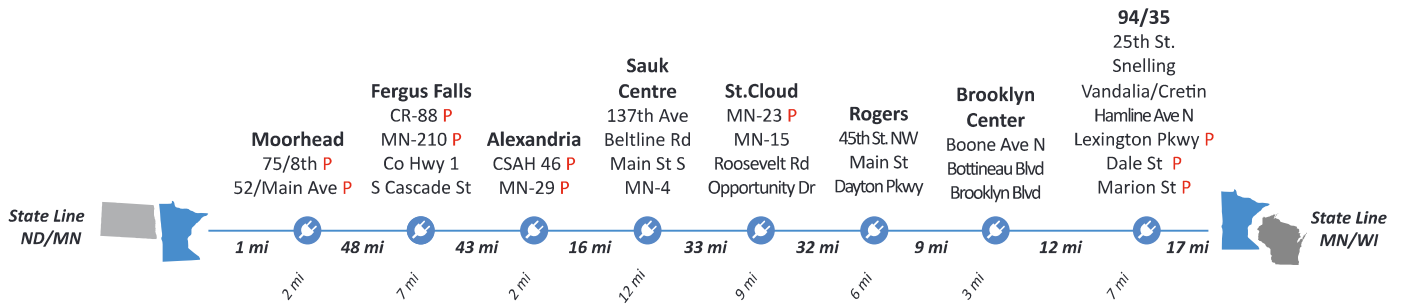 State Line
ND/MN
Moorhead
75/8th P
52/Main Ave P
Fergus Falls
CR-88 P
MN-210 P
Co Hwy 1
S Cascade St
Alexandria
CSAH 46 P
MN-29 P
Sauk
Centre
137th Ave
Beltline Rd
Main St S
MN-4
St.Cloud
MN-23 P
MN-15
Roosevelt Rd
Opportunity Dr
Rogers
45th St. NW
Main St
Dayton Pkwy
Brooklyn
Center
Boone Ave N
Bottineau Blvd
Brooklyn Blvd
94/35
25th St.
Snelling
Vandalia/Cretin
Hamline Ave N
Lexington Pkwy P
Dale St P
Marion St P
State Line
MN/WI
1 mi 48 mi 43 mi 16 mi 33 mi 32 mi 9 mi 12 mi 17 mi
2 mi 7 mi 2 mi 12 mi 9 mi 6 mi 3 mi 7 mi